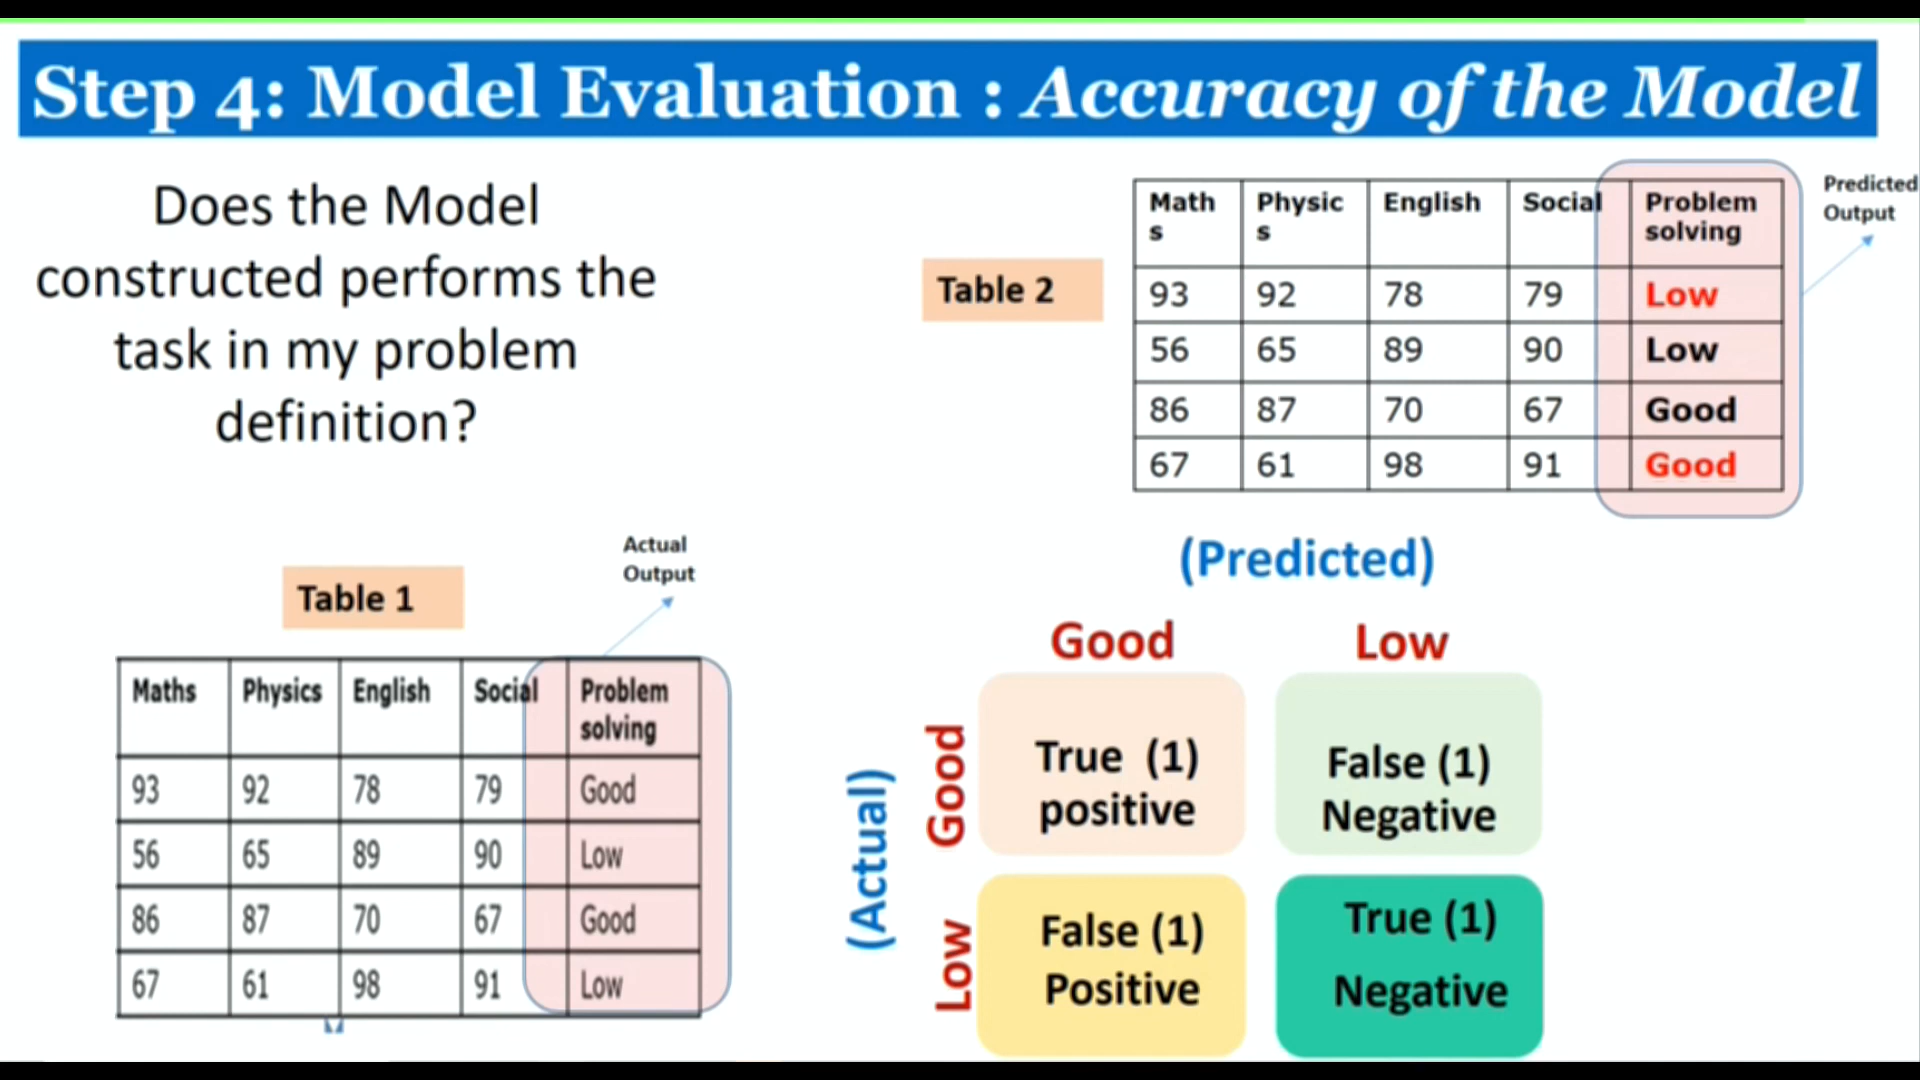 Step 4: Model Evaluation : Accuracy of the Model
Does the Model
constructed performs the
task in my problem
definition?
Table 2
Math s Physic s English Social Problem solving
93 92 78 79 Low
56 65 89 90 Low
86 87 70 67 Good
67 61 98 91 Good
Predicted
Output
Table 1
Actual
Output
Maths Physics English Social Problem solving
93 92 78 79 Good
56 65 89 90 Low
86 87 70 67 Good
67 61 98 91 Low
(Predicted)
Good Low
(Actual)
Good
True (1)
positive
False (1)
Negative
Low
False (1)
Positive
True (1)
Negative